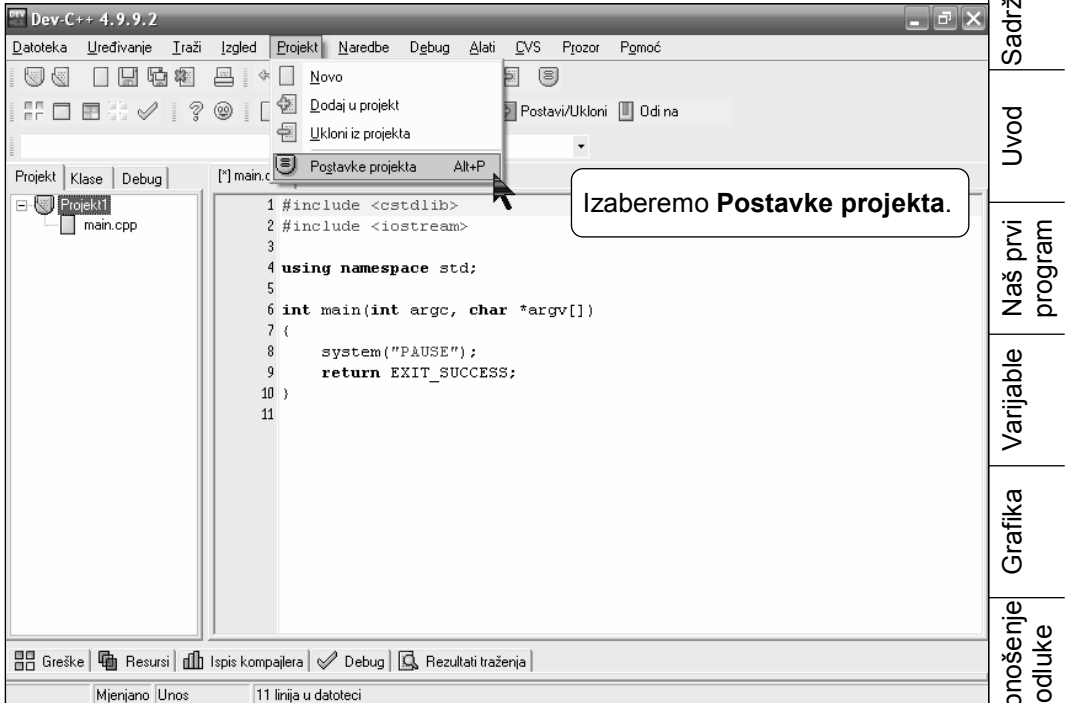 Dev-C++ 4.9.9.2
Datoteka Uređivanje Traži Izgled Projekt Naredbe Debug Alati CVS Prozor Pomoć
Novo
Dodaj u projekt
Ukloni iz projekta
Postavke projekta Alt+P
Postavi/Ukloni Odi na
Projekt Klase Debug
[*] main.c
Projekt1
main.cpp
Izaberemo Postavke projekta.
1 #include <cstdlib>
2 #include <iostream>
3
4 using namespace std;
5
6 int main(int argc, char *argv[])
7 {
8 system("PAUSE");
9 return EXIT_SUCCESS;
10 }
11
Greške Resursi Ispis kompajlera Debug Rezultati traženja
Mjenjano Unos 11 linija u datoteci
Uvod
Naš prvi
program
Varijable
Grafika
odluke